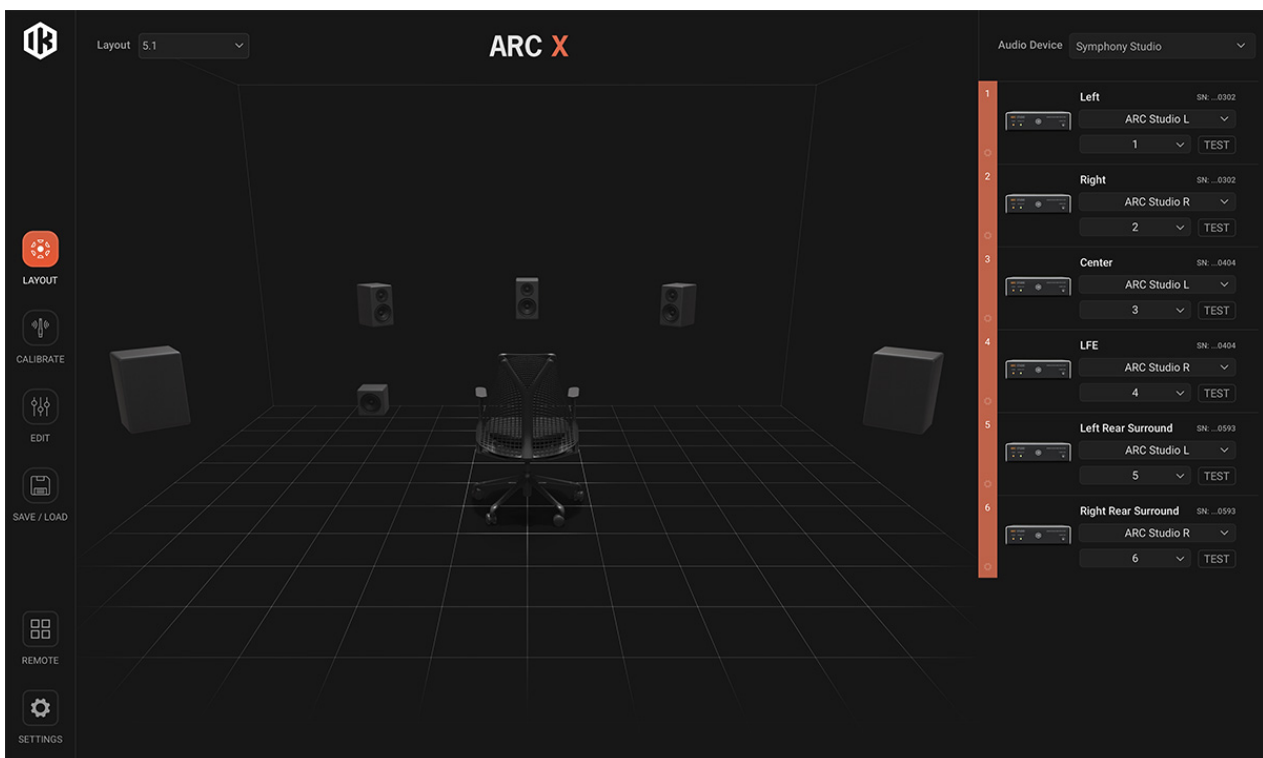 Layout 5.1
ARC X
Audio Device Symphony Studio
LAYOUT
CALIBRATE
EDIT
SAVE / LOAD
REMOTE
SETTINGS
1
Left SN: ...0302
ARC Studio L
1 TEST
2
Right SN: ...0302
ARC Studio R
2 TEST
3
Center SN: ...0404
ARC Studio L
3 TEST
4
LFE SN: ...0404
ARC Studio R
4 TEST
5
Left Rear Surround SN: ...0593
ARC Studio L
5 TEST
6
Right Rear Surround SN: ...0593
ARC Studio R
6 TEST